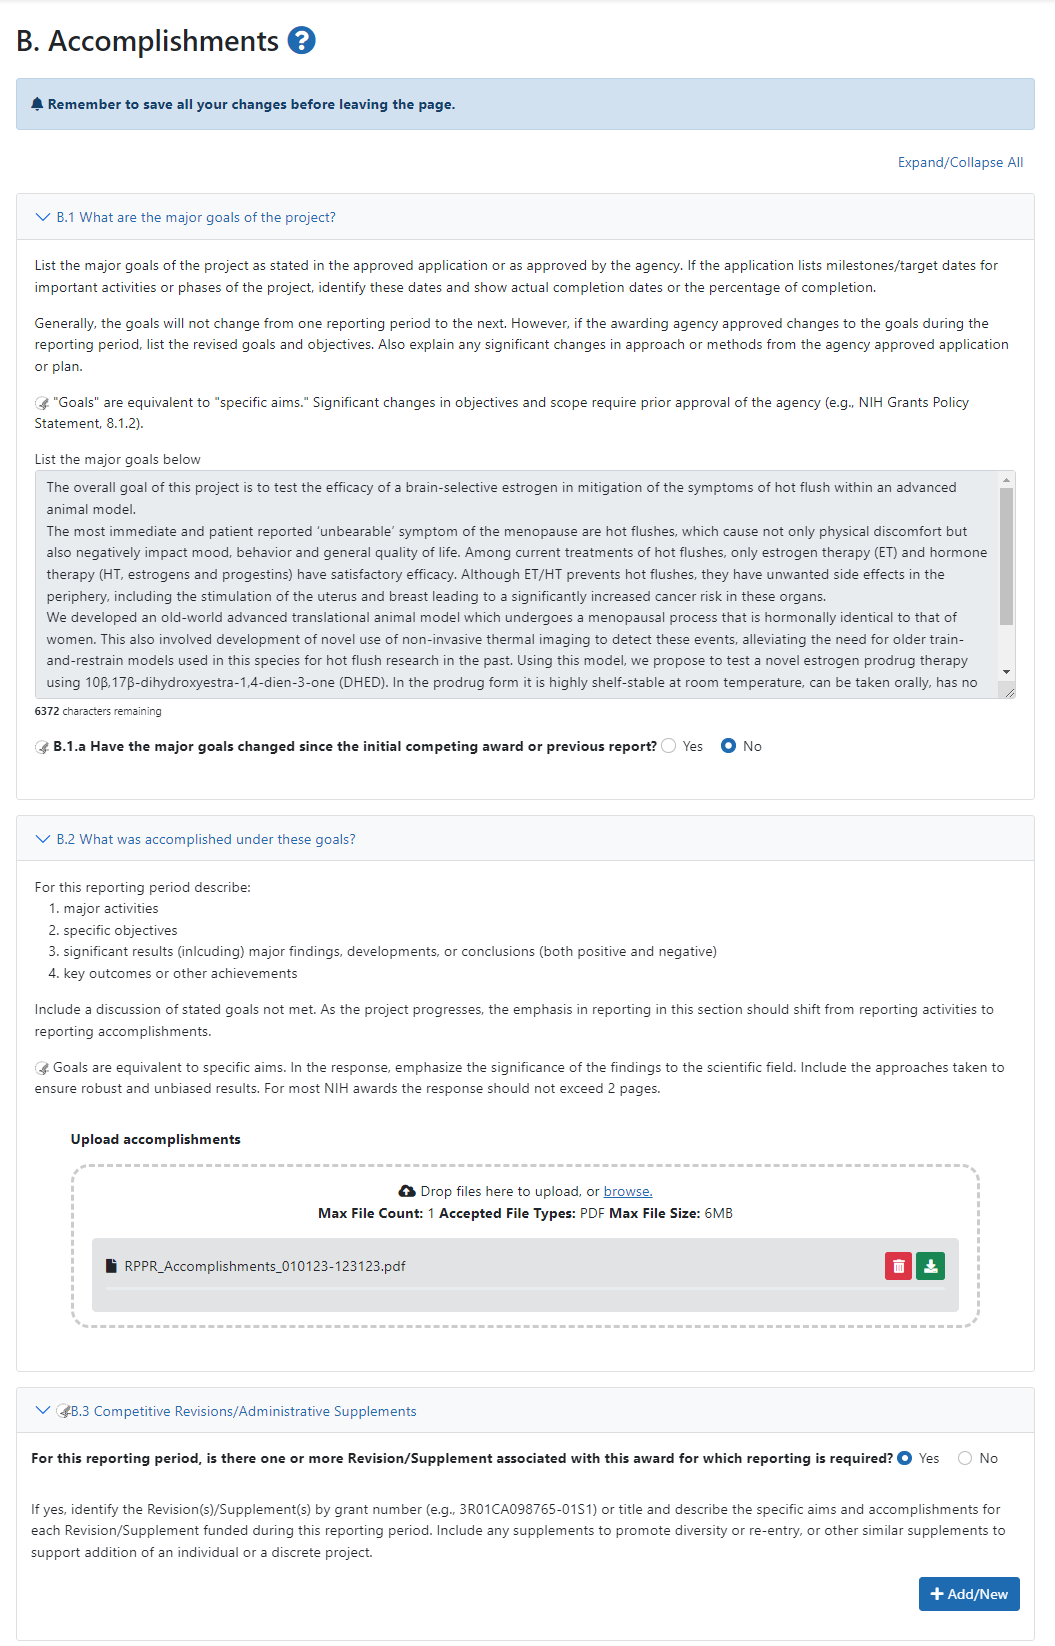 B. Accomplishments ?
Remember to save all your changes before leaving the page.
Expand/Collapse All
B.1 What are the major goals of the project?
List the major goals of the project as stated in the approved application or as approved by the agency. If the application lists milestones/target dates for
important activities or phases of the project, identify these dates and show actual completion dates or the percentage of completion.
Generally, the goals will not change from one reporting period to the next. However, if the awarding agency approved changes to the goals during the
reporting period, list the revised goals and objectives. Also explain any significant changes in approach or methods from the agency approved application
or plan.
"Goals" are equivalent to "specific aims." Significant changes in objectives and scope require prior approval of the agency (e.g., NIH Grants Policy
Statement, 8.1.2).
List the major goals below
The overall goal of this project is to test the efficacy of a brain-selective estrogen in mitigation of the symptoms of hot flush within an advanced
animal model.
The most immediate and patient reported ‘unbearable’ symptom of the menopause are hot flushes, which cause not only physical discomfort but
also negatively impact mood, behavior and general quality of life. Among current treatments of hot flushes, only estrogen therapy (ET) and hormone
therapy (HT, estrogens and progestins) have satisfactory efficacy. Although ET/HT prevents hot flushes, they have unwanted side effects in the
periphery, including the stimulation of the uterus and breast leading to a significantly increased cancer risk in these organs.
We developed an old-world advanced translational animal model which undergoes a menopausal process that is hormonally identical to that of
women. This also involved development of novel use of non-invasive thermal imaging to detect these events, alleviating the need for older train-
and-restrain models used in this species for hot flush research in the past. Using this model, we propose to test a novel estrogen prodrug therapy
using 10β,17β-dihydroxyestra-1,4-dien-3-one (DHED). In the prodrug form it is highly shelf-stable at room temperature, can be taken orally, has no
6372 characters remaining
B.1.a Have the major goals changed since the initial competing award or previous report? Yes No
B.2 What was accomplished under these goals?
For this reporting period describe:
1. major activities
2. specific objectives
3. significant results (inlcuding) major findings, developments, or conclusions (both positive and negative)
4. key outcomes or other achievements
Include a discussion of stated goals not met. As the project progresses, the emphasis in reporting in this section should shift from reporting activities to
reporting accomplishments.
Goals are equivalent to specific aims. In the response, emphasize the significance of the findings to the scientific field. Include the approaches taken to
ensure robust and unbiased results. For most NIH awards the response should not exceed 2 pages.
Upload accomplishments
Drop files here to upload, or browse.
Max File Count: 1 Accepted File Types: PDF Max File Size: 6MB
RPPR_Accomplishments_010123-123123.pdf
B.3 Competitive Revisions/Administrative Supplements
For this reporting period, is there one or more Revision/Supplement associated with this award for which reporting is required? Yes No
If yes, identify the Revision(s)/Supplement(s) by grant number (e.g., 3R01CA098765-01S1) or title and describe the specific aims and accomplishments for
each Revision/Supplement funded during this reporting period. Include any supplements to promote diversity or re-entry, or other similar supplements to
support addition of an individual or a discrete project.
Add/New